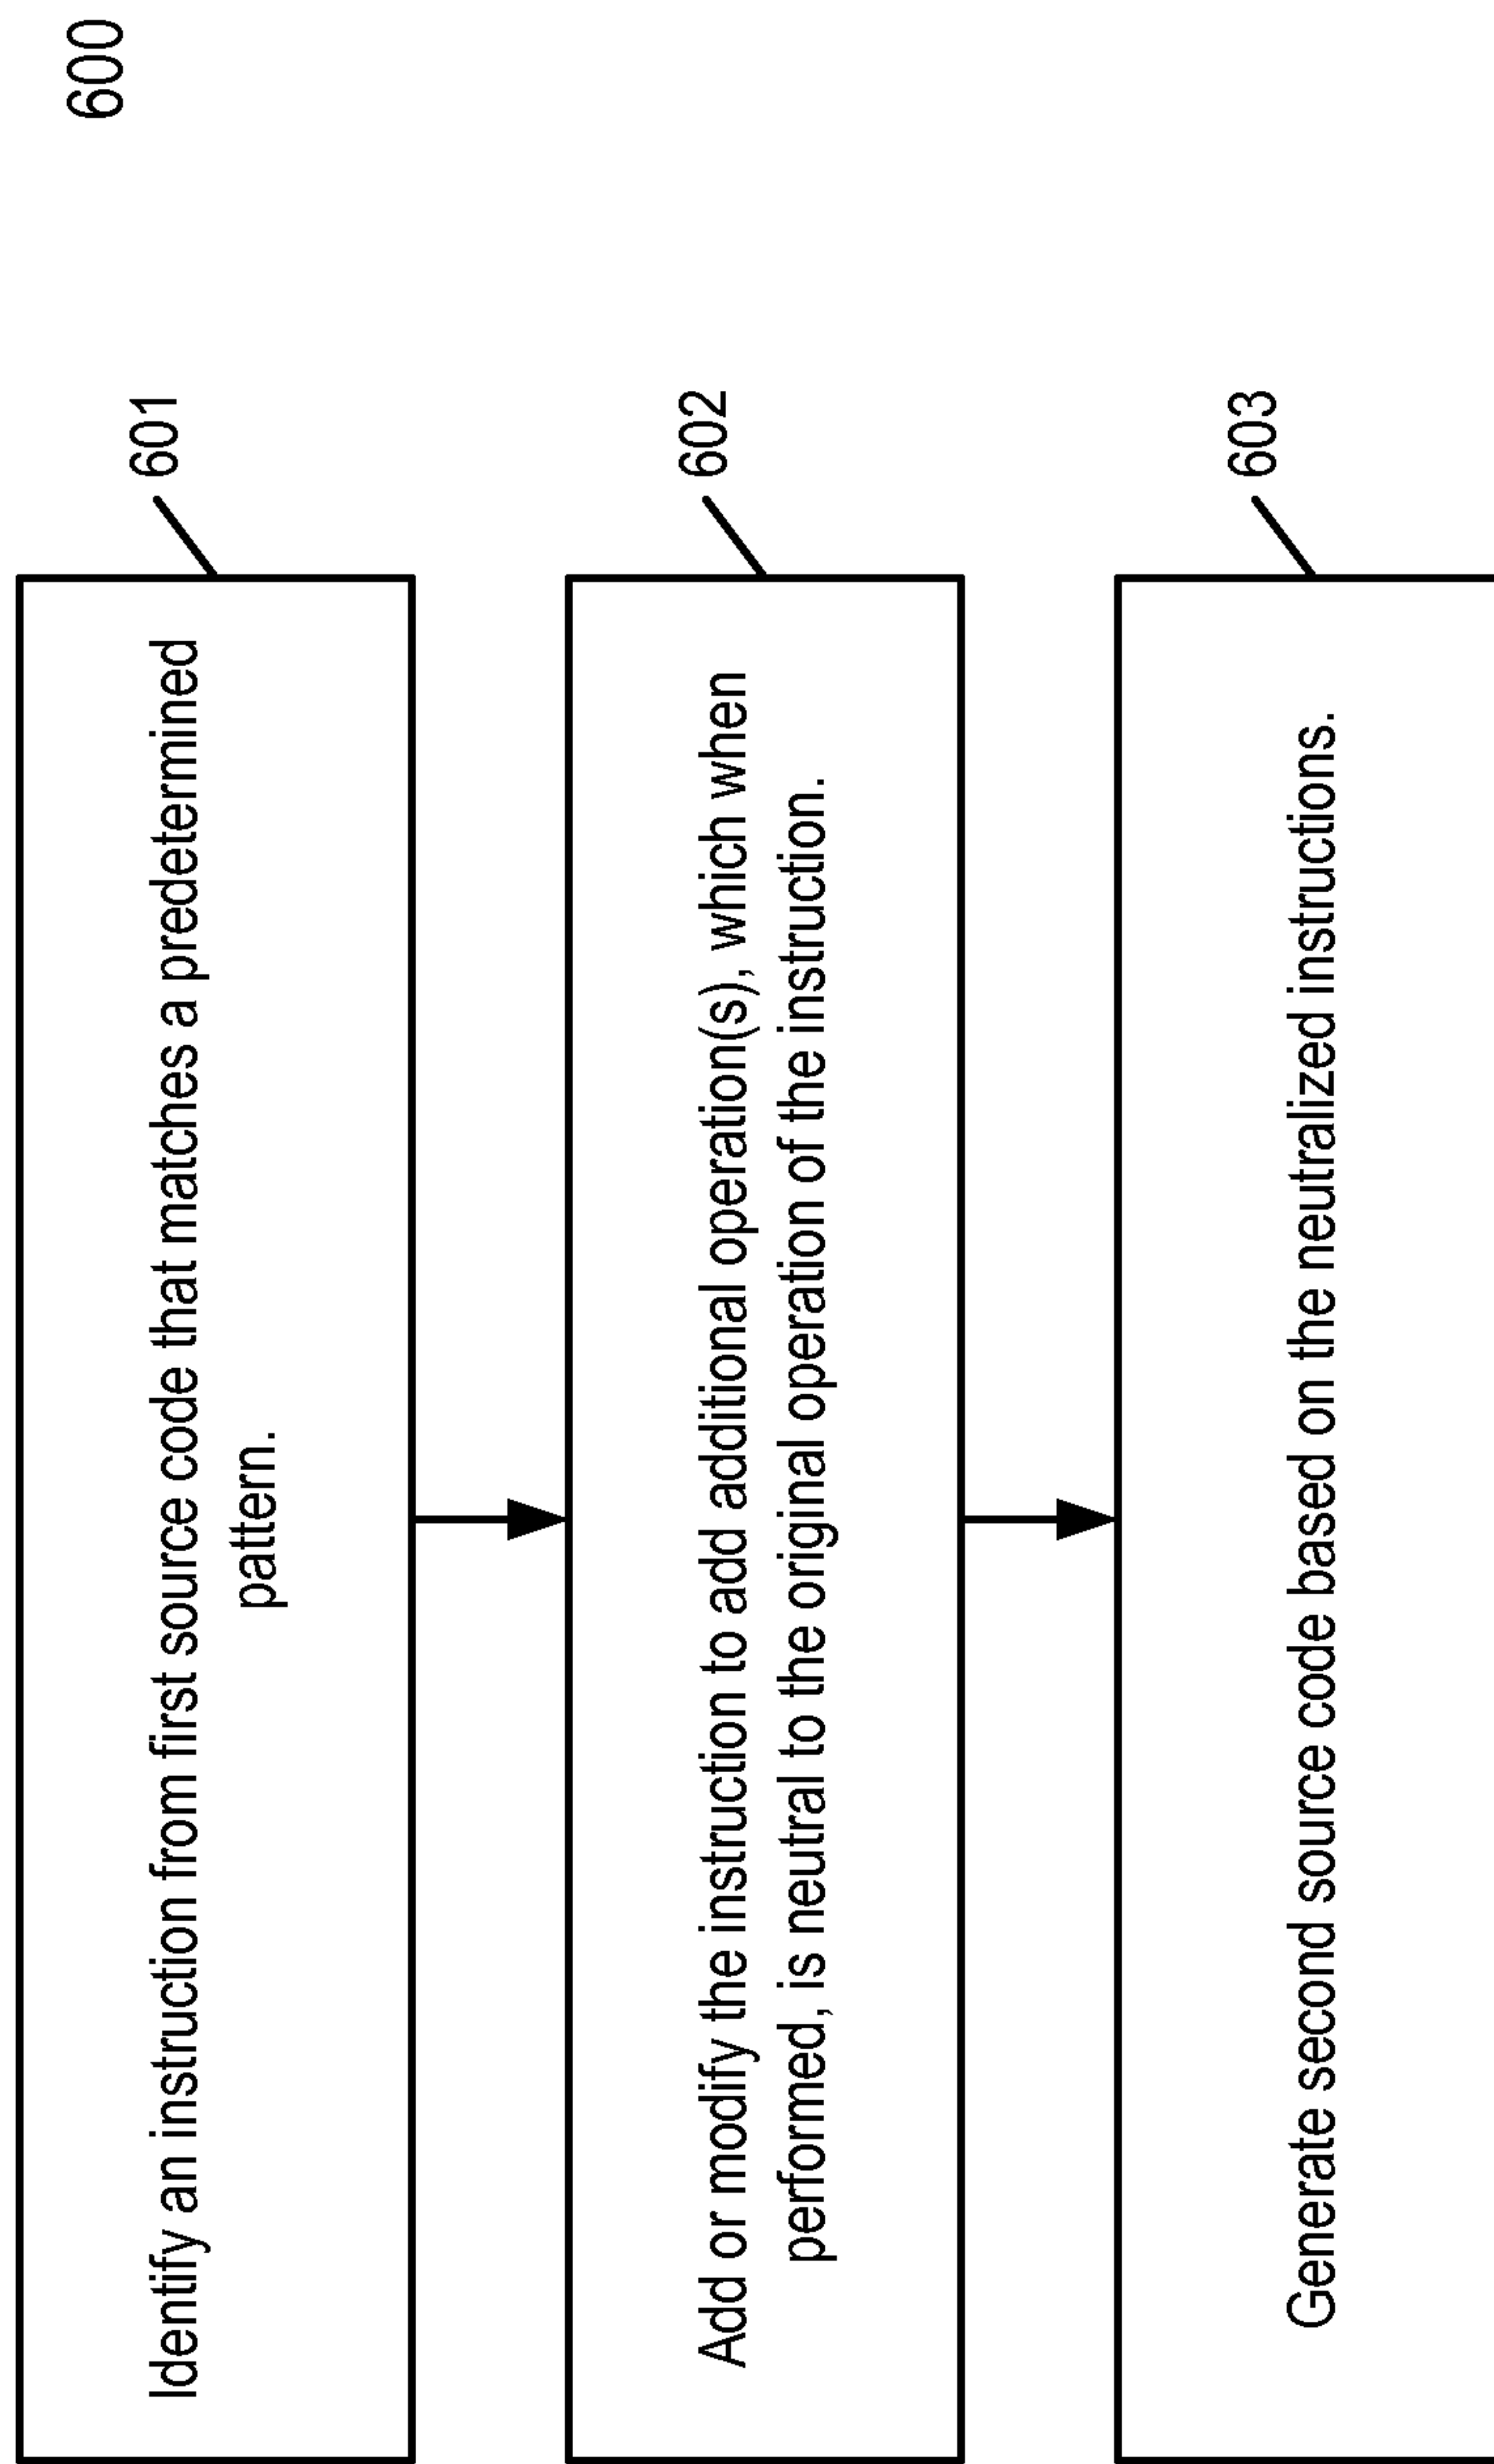 600
601
Identify an instruction from first source code that matches a predetermined
pattern.
602
Add or modify the instruction to add additional operation(s), which when
performed, is neutral to the original operation of the instruction.
603
Generate second source code based on the neutralized instructions.